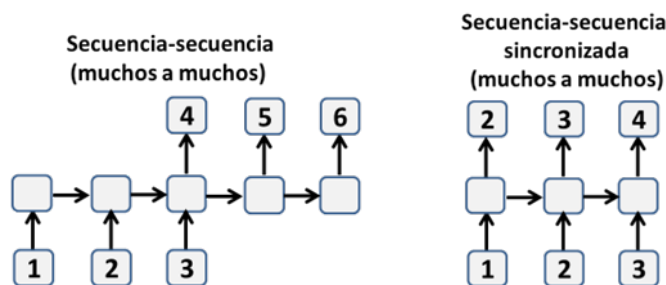 Secuencia-secuencia
(muchos a muchos)
4 5 6
1 2 3
Secuencia-secuencia
sincronizada
(muchos a muchos)
2 3 4
1 2 3